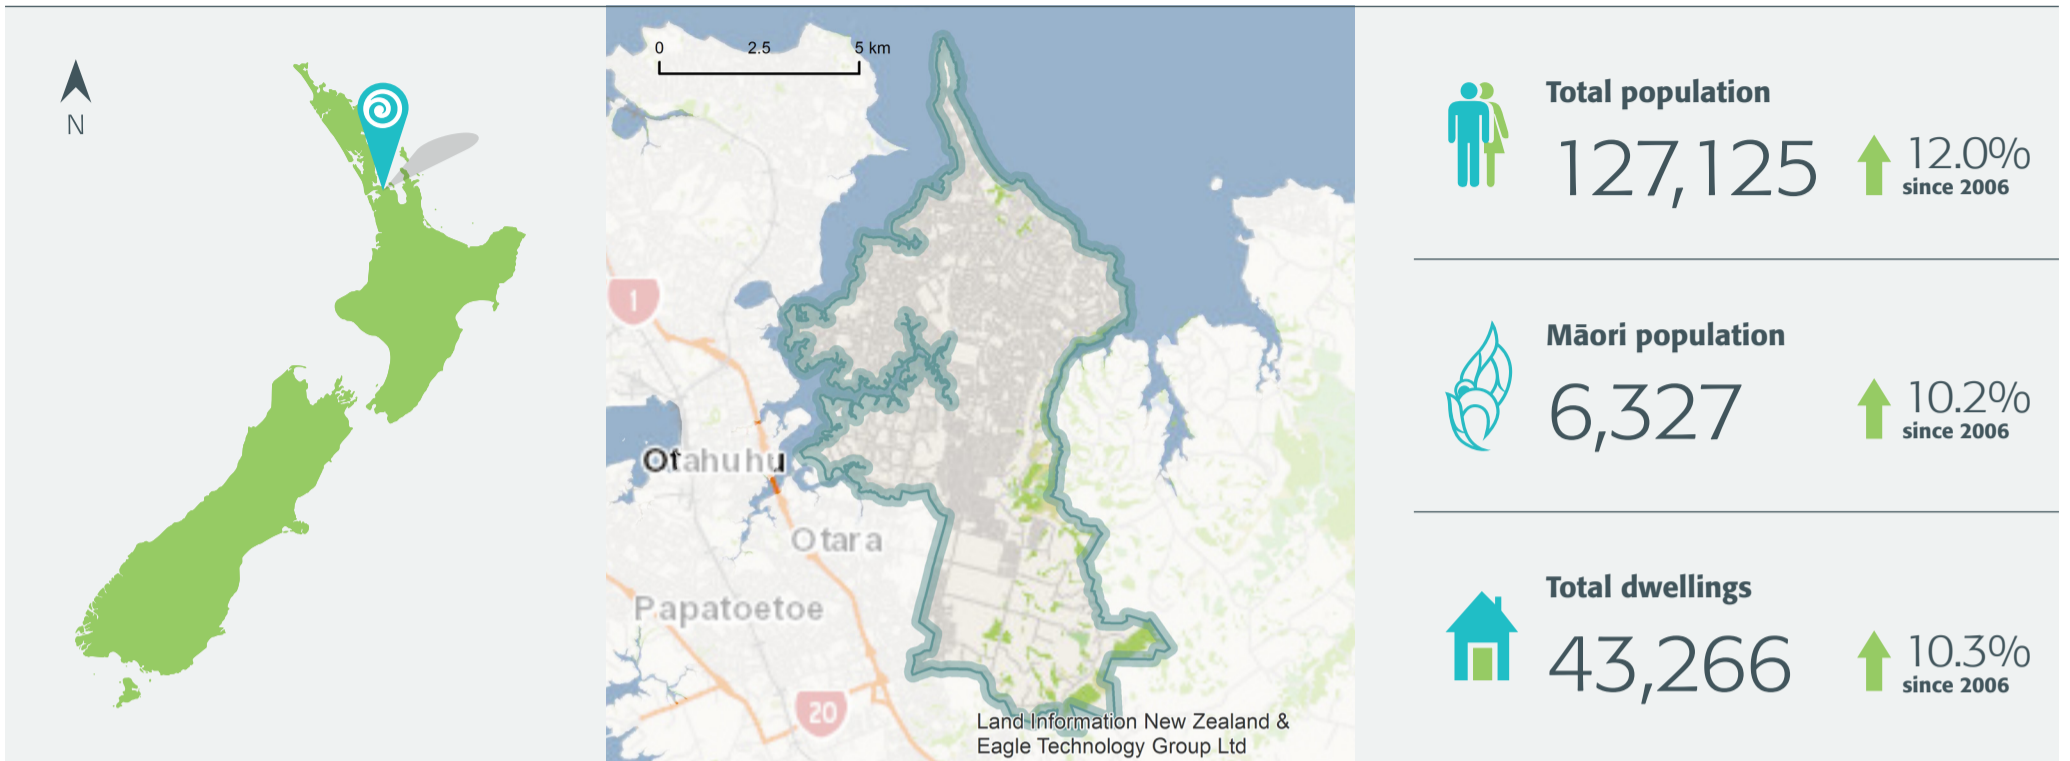 N
0 2.5 5 km
1
Otahuhu
Otara
Papatoetoe
20
Land Information New Zealand &
Eagle Technology Group Ltd
Total population
127,125
12.0%
since 2006
Māori population
6,327
10.2%
since 2006
Total dwellings
43,266
10.3%
since 2006